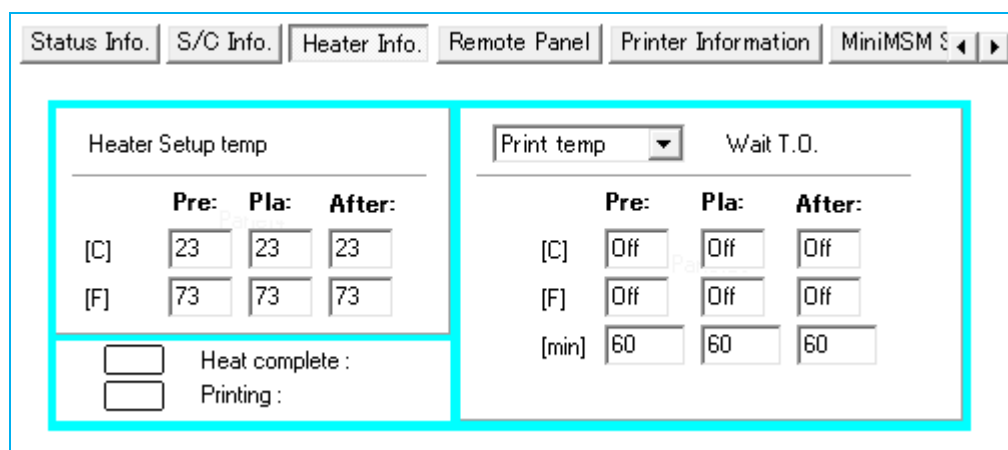 Status Info. S/C Info. Heater Info. Remote Panel Printer Information MiniMSM
Heater Setup temp
Pre: Pla: After:
[C] 23 23 23
[F] 73 73 73
Heat complete :
Printing :
Print temp Wait T.O.
Pre: Pla: After:
[C] Off Off Off
[F] Off Off Off
[min] 60 60 60